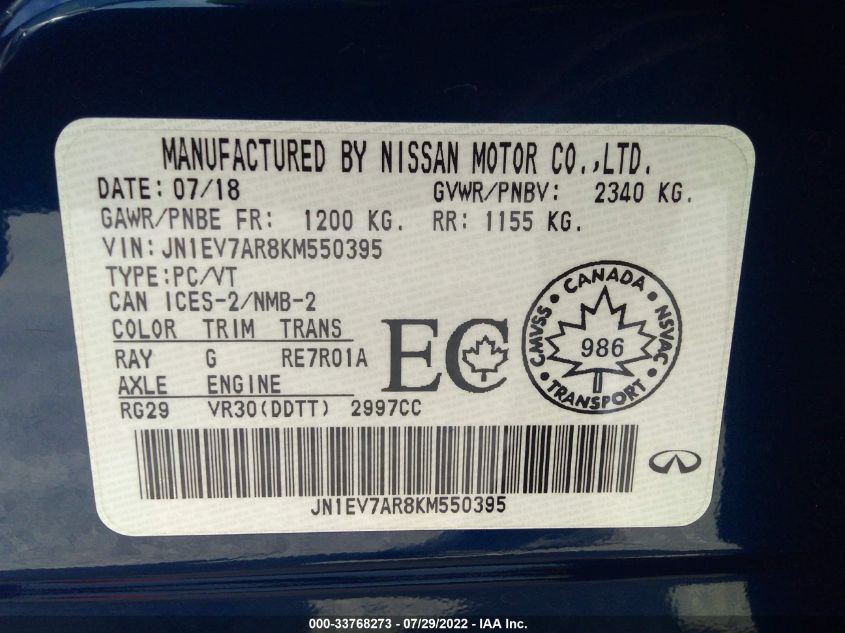 MANUFACTURED BY NISSAN MOTOR CO.,LTD.
DATE: 07/18 GVWR/PNBV: 2340 KG.
GAWR/PNBE FR: 1200 KG. RR: 1155 KG.
VIN: JN1EV7AR8KM550395
TYPE:PC/VT
CAN ICES-2/NMB-2
COLOR TRIM TRANS
RAY G RE7R01A
AXLE ENGINE
RG29 VR30(DDTT) 2997CC
EC
CANADA
CMVSS
NSVAC
986
TRANSPORT
JN1EV7AR8KM550395
000-33768273 - 07/29/2022 - IAA Inc.